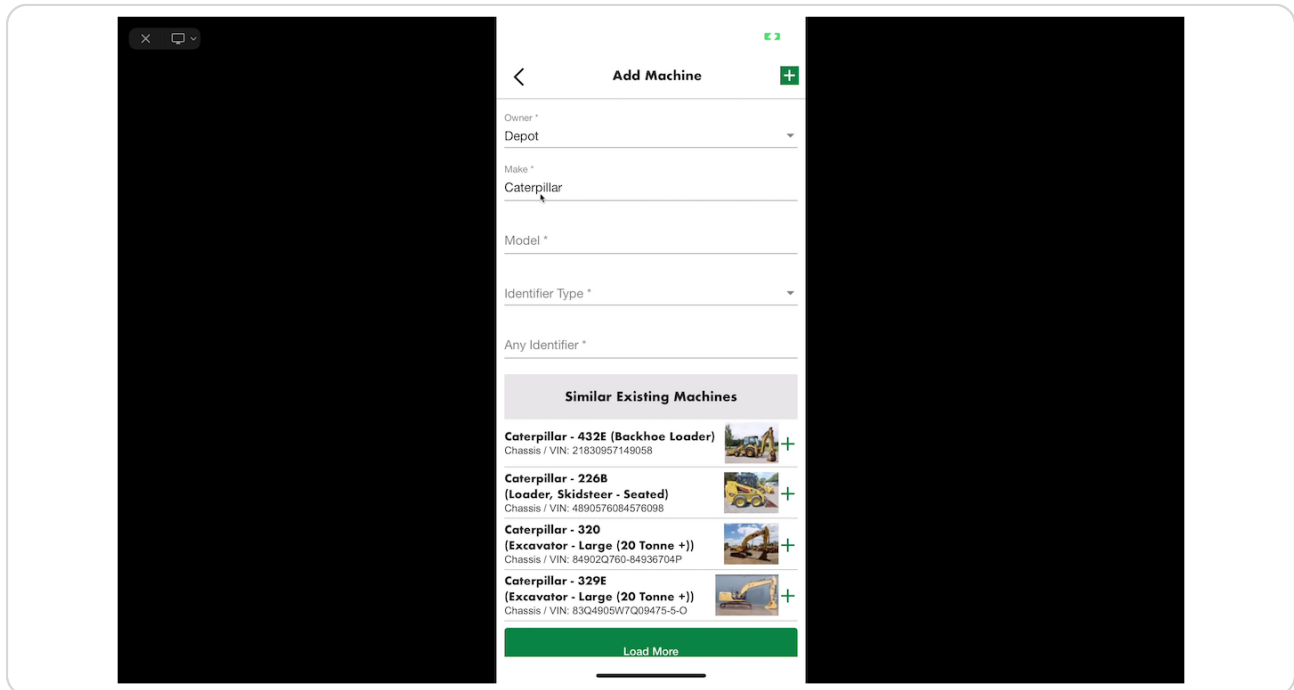 Add Machine
Owner *
Depot
Make *
Caterpillar
Model *
Identifier Type *
Any Identifier *
Similar Existing Machines
Caterpillar - 432E (Backhoe Loader)
Chassis / VIN: 21830957149058
Caterpillar - 226B
(Loader, Skidsteer - Seated)
Chassis / VIN: 4890576084576098
Caterpillar - 320
(Excavator - Large (20 Tonne +))
Chassis / VIN: 84902Q760-84936704P
Caterpillar - 329E
(Excavator - Large (20 Tonne +))
Chassis / VIN: 83Q4905W7Q09475-5-O
Load More